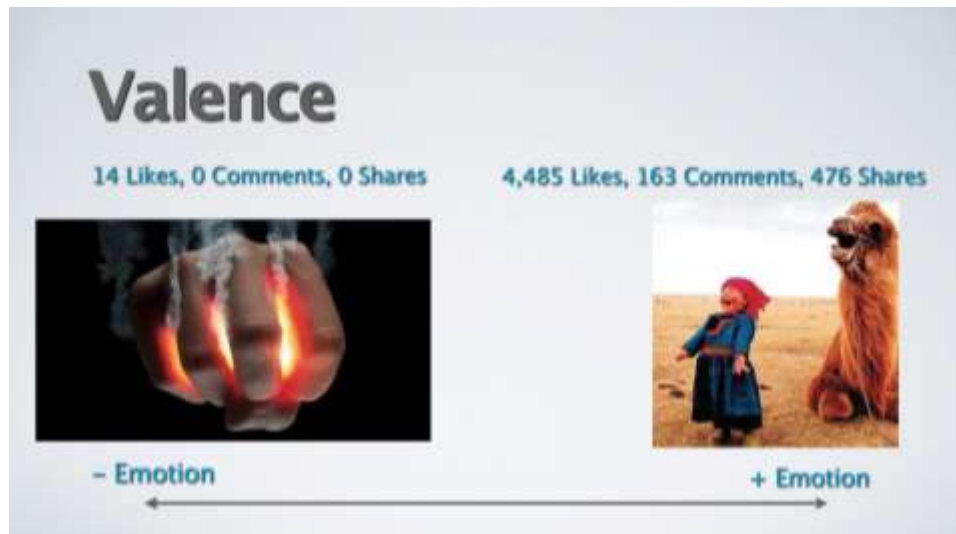 Valence
14 Likes, 0 Comments, 0 Shares
4,485 Likes, 163 Comments, 476 Shares
– Emotion
+ Emotion